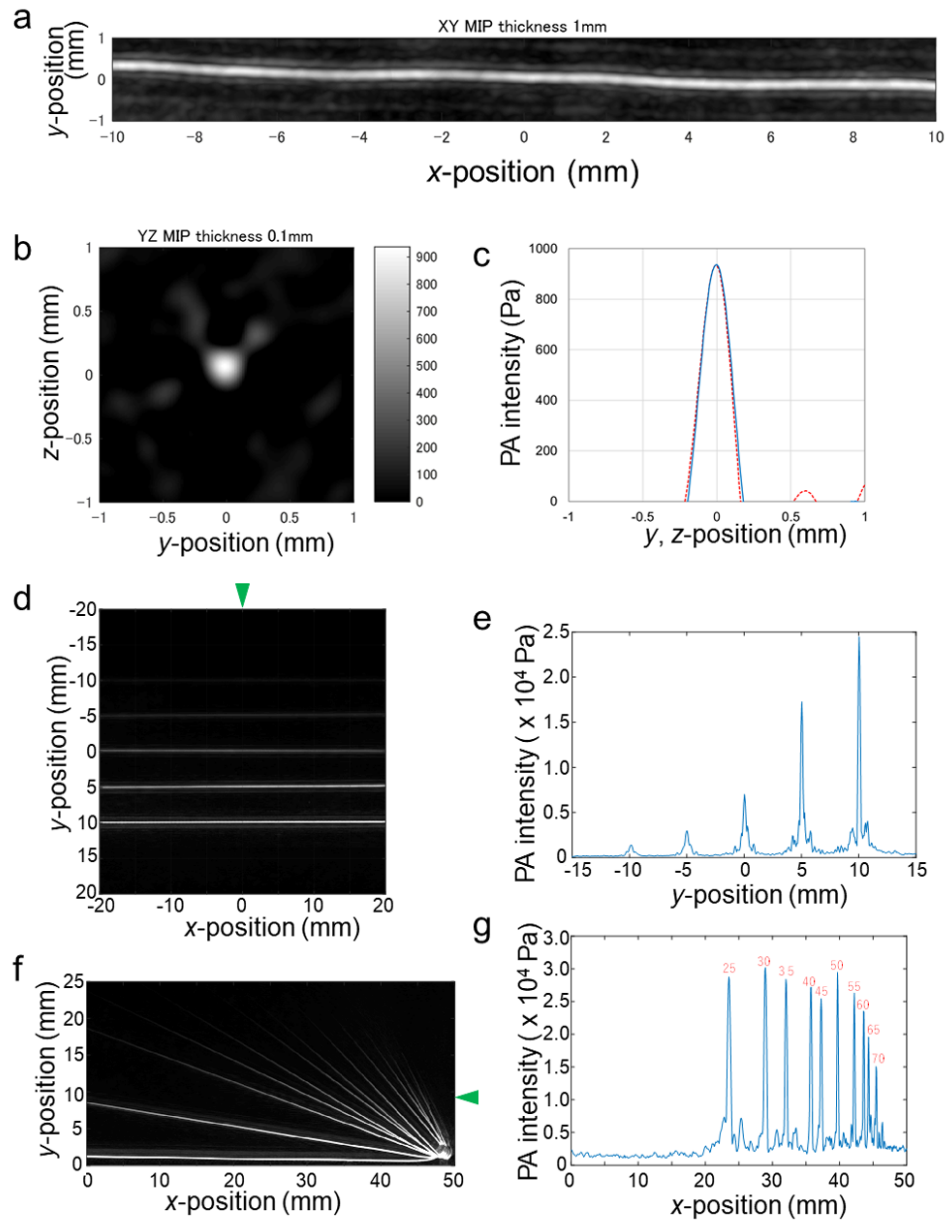 a
XY MIP thickness 1mm
y-position (mm)
1
0
-1
-10 -8 -6 -4 -2 0 2 4 6 8 10
x-position (mm)
b
YZ MIP thickness 0.1mm
z-position (mm)
1
0.5
0
-0.5
-1
-1 -0.5 0 0.5 1
y-position (mm)
900
800
700
600
500
400
300
200
100
0
c
PA intensity (Pa)
1000
800
600
400
200
0
-1 -0.5 0 0.5 1
y, z-position (mm)
d
y-position (mm)
-20
-15
-10
-5
0
5
10
15
20
-20 -10 0 10 20
x-position (mm)
e
PA intensity ( x 10⁴ Pa)
2.5
2.0
1.5
1.0
0.5
0
-15 -10 -5 0 5 10 15
y-position (mm)
f
y-position (mm)
25
20
15
10
5
0
0 10 20 30 40 50
x-position (mm)
g
PA intensity ( x 10⁴ Pa)
3.0
3.0
2.5
2.0
1.5
1.0
0.5
0
25 30 35 40 45 50 55 60 65 70
0 10 20 30 40 50
x-position (mm)